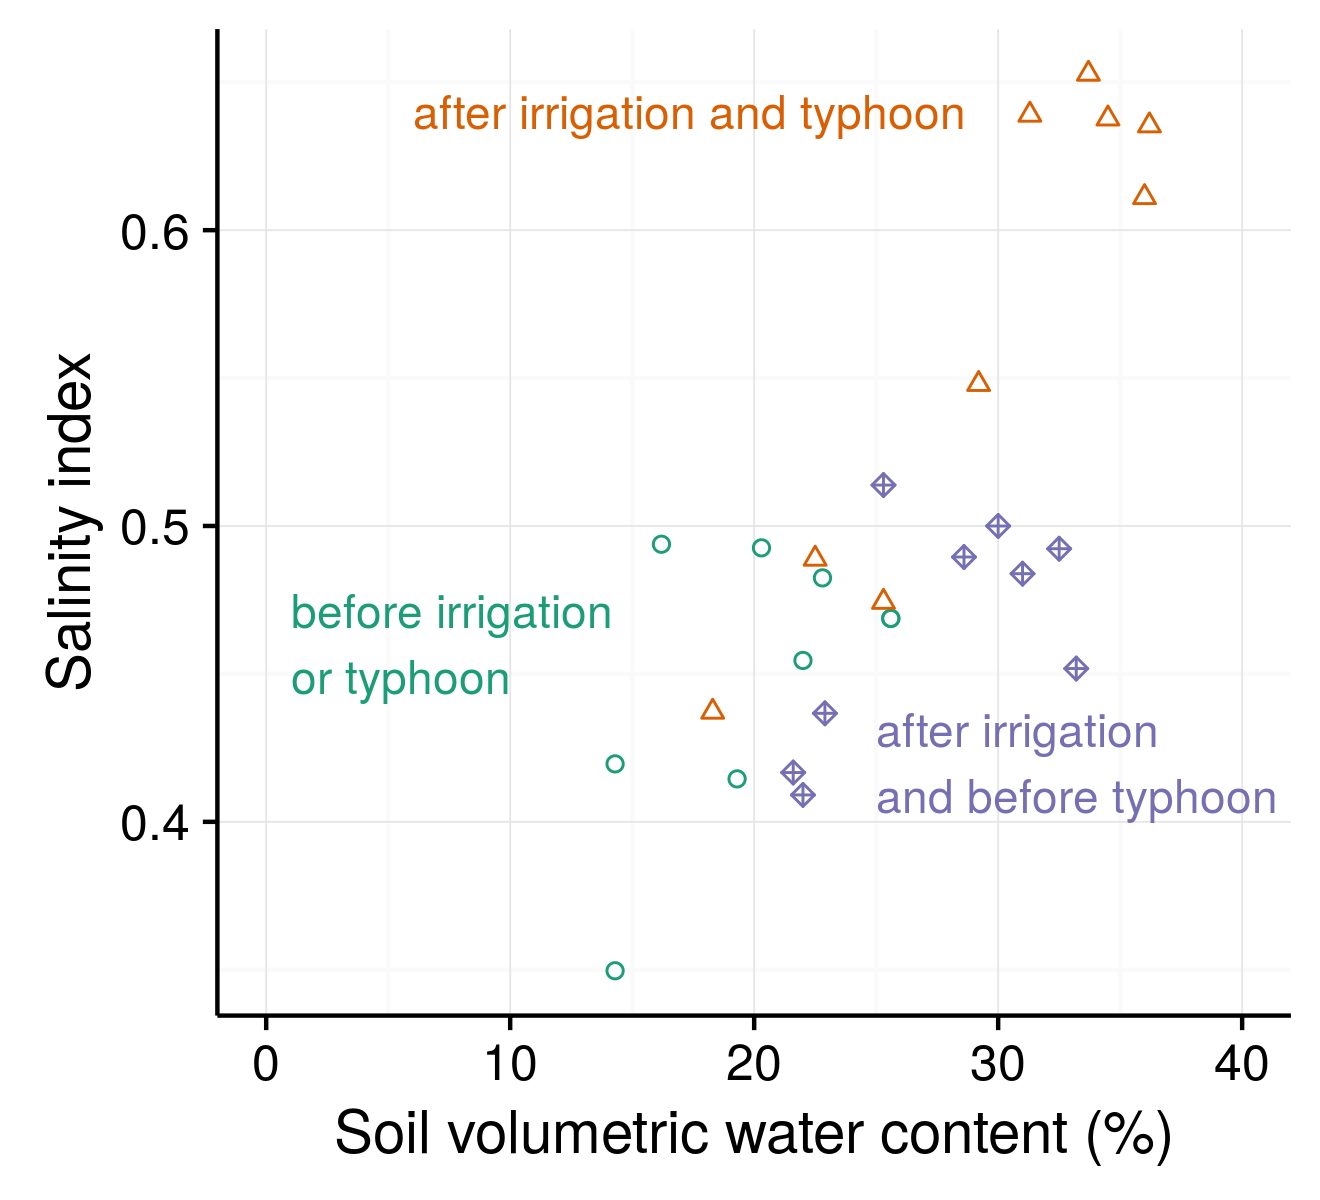 after irrigation and typhoon
0.6
Salinity index
0.5
before irrigation
or typhoon
after irrigation
and before typhoon
0.4
0 10 20 30 40
Soil volumetric water content (%)